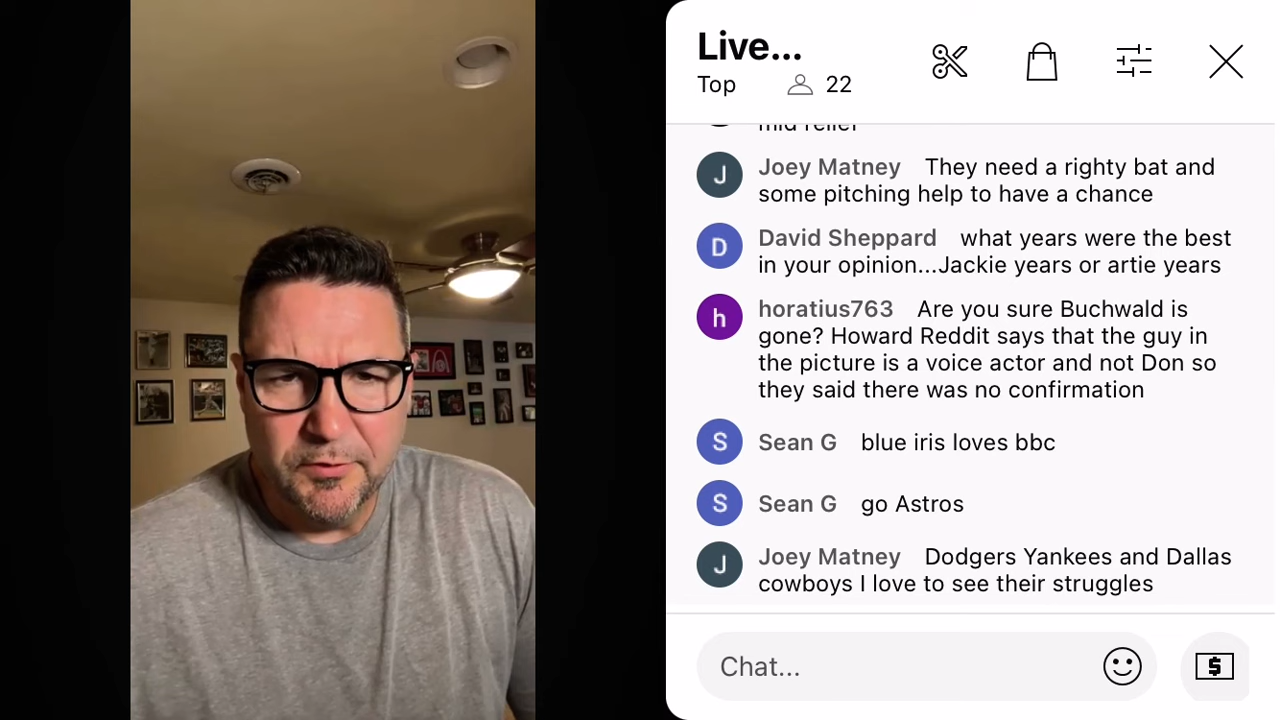 Live...
Top 22
mid relief
J Joey Matney They need a righty bat and
some pitching help to have a chance
D David Sheppard what years were the best
in your opinion...Jackie years or artie years
h horatius763 Are you sure Buchwald is
gone? Howard Reddit says that the guy in
the picture is a voice actor and not Don so
they said there was no confirmation
S Sean G blue iris loves bbc
S Sean G go Astros
J Joey Matney Dodgers Yankees and Dallas
cowboys I love to see their struggles
Chat...
$